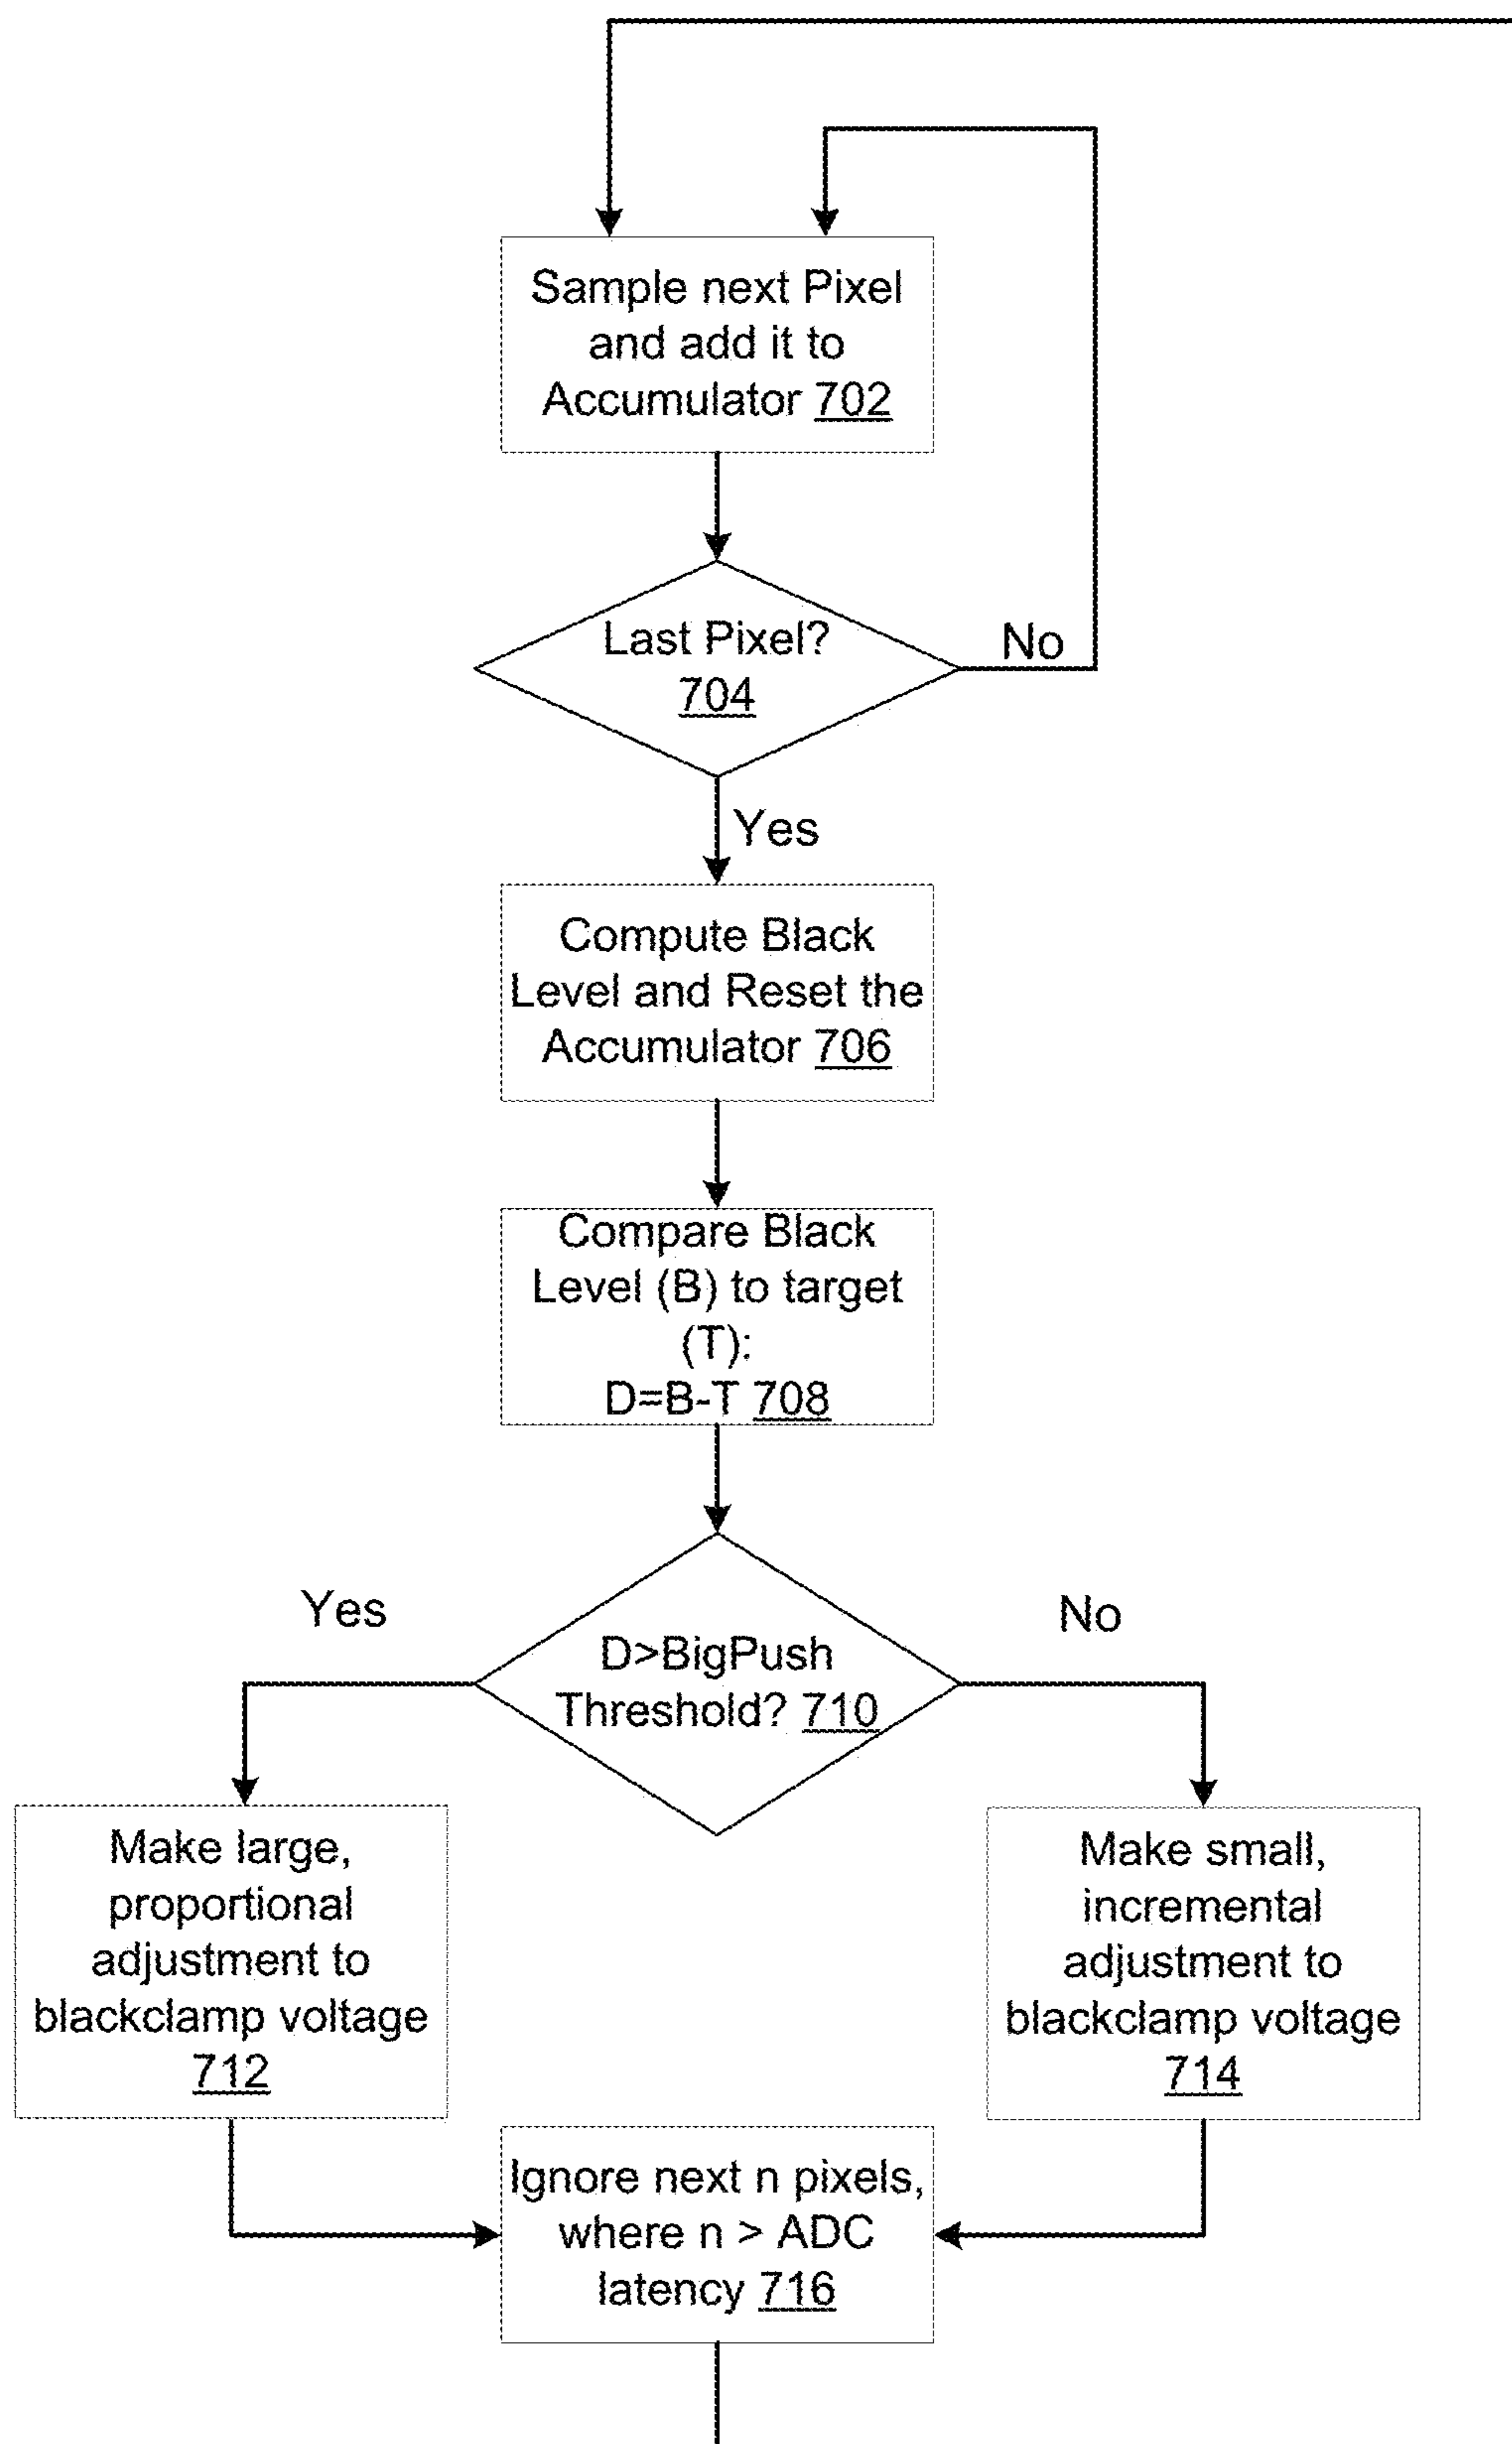 Sample next Pixel
and add it to
Accumulator 702
Last Pixel?
704
No
Yes
Compute Black
Level and Reset the
Accumulator 706
Compare Black
Level (B) to target
(T):
D=B-T 708
Yes
No
D>BigPush
Threshold? 710
Make large,
proportional
adjustment to
blackclamp voltage
712
Make small,
incremental
adjustment to
blackclamp voltage
714
Ignore next n pixels,
where n > ADC
latency 716